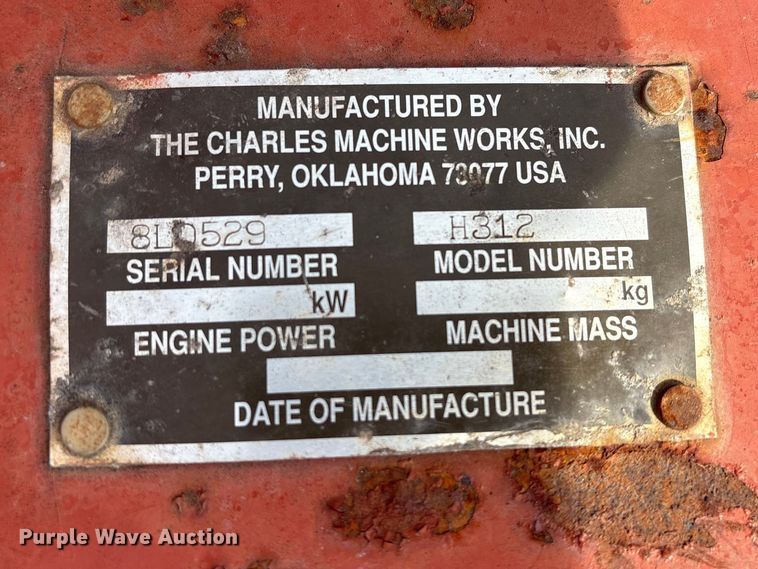 MANUFACTURED BY
THE CHARLES MACHINE WORKS, INC.
PERRY, OKLAHOMA 73077 USA
8L0529 H312
SERIAL NUMBER MODEL NUMBER
kW kg
ENGINE POWER MACHINE MASS
DATE OF MANUFACTURE
Purple Wave Auction